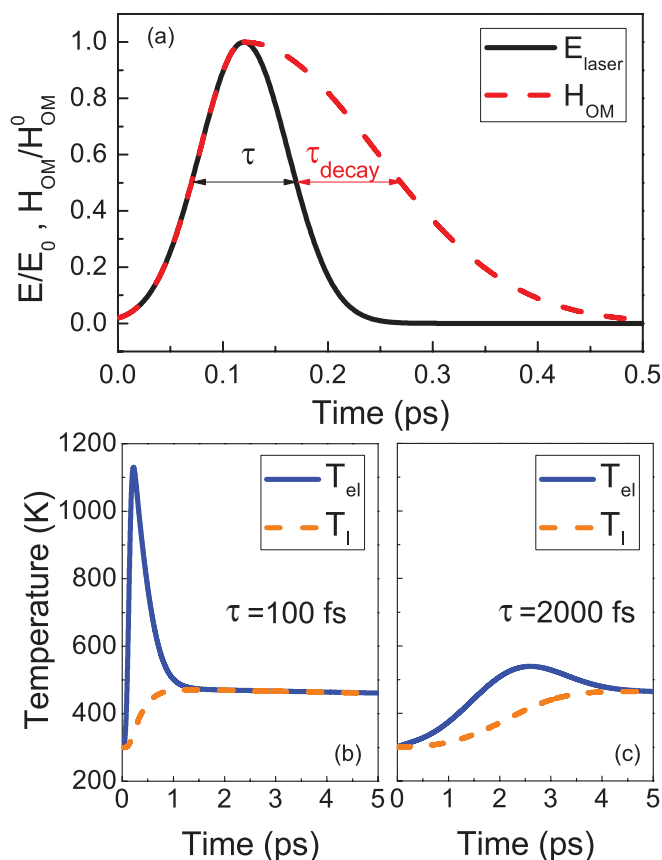 (a)
E_laser
H_OM
τ
τ_decay
E/E_0 , H_OM/H^0_OM
1.0
0.8
0.6
0.4
0.2
0.0
0.0 0.1 0.2 0.3 0.4 0.5
Time (ps)
Temperature (K)
1200
1000
800
600
400
200
T_el
T_l
τ =100 fs
(b)
0 1 2 3 4 5
Time (ps)
T_el
T_l
τ =2000 fs
(c)
0 1 2 3 4 5
Time (ps)